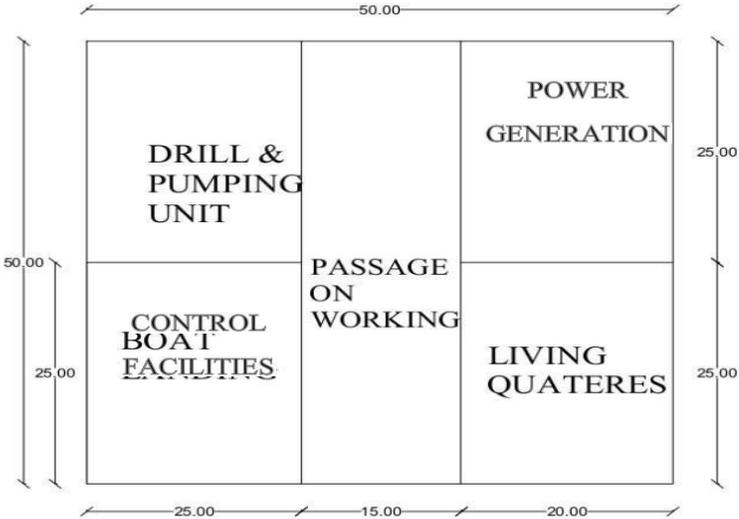 50.00
POWER
GENERATION
DRILL &
PUMPING
UNIT
25.00
50.00
PASSAGE
ON
WORKING
CONTROL
BOAT
FACILITIES
LIVING
QUATERES
25.00
25.00
25.00
15.00
20.00